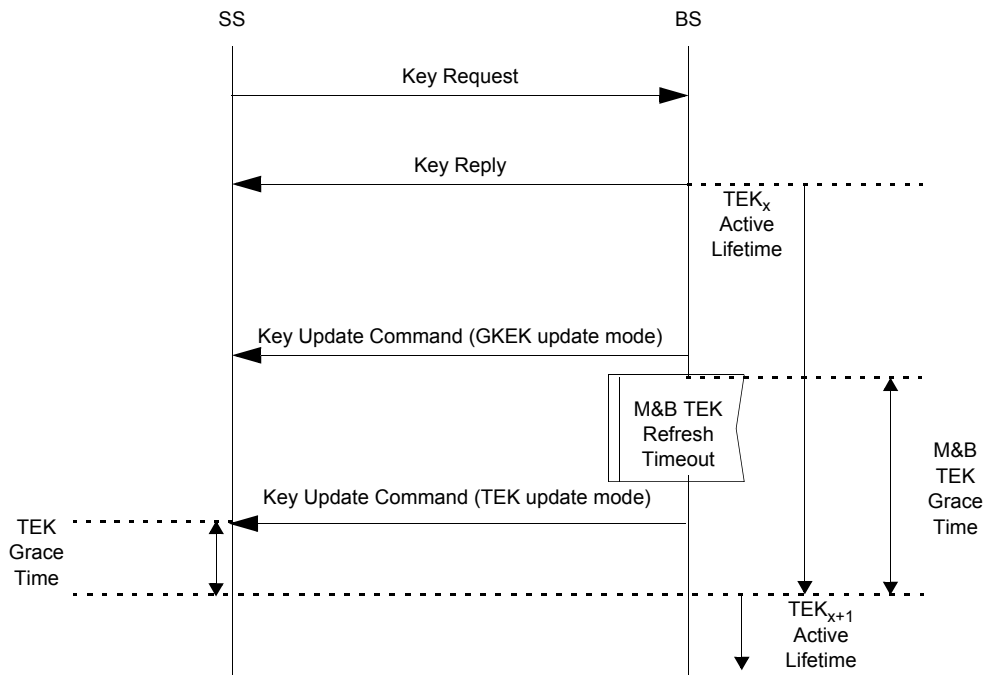 SS
BS
Key Request
Key Reply
TEKx
Active
Lifetime
Key Update Command (GKEK update mode)
M&B TEK
Refresh
Timeout
M&B
TEK
Grace
Time
Key Update Command (TEK update mode)
TEK
Grace
Time
TEKx+1
Active
Lifetime